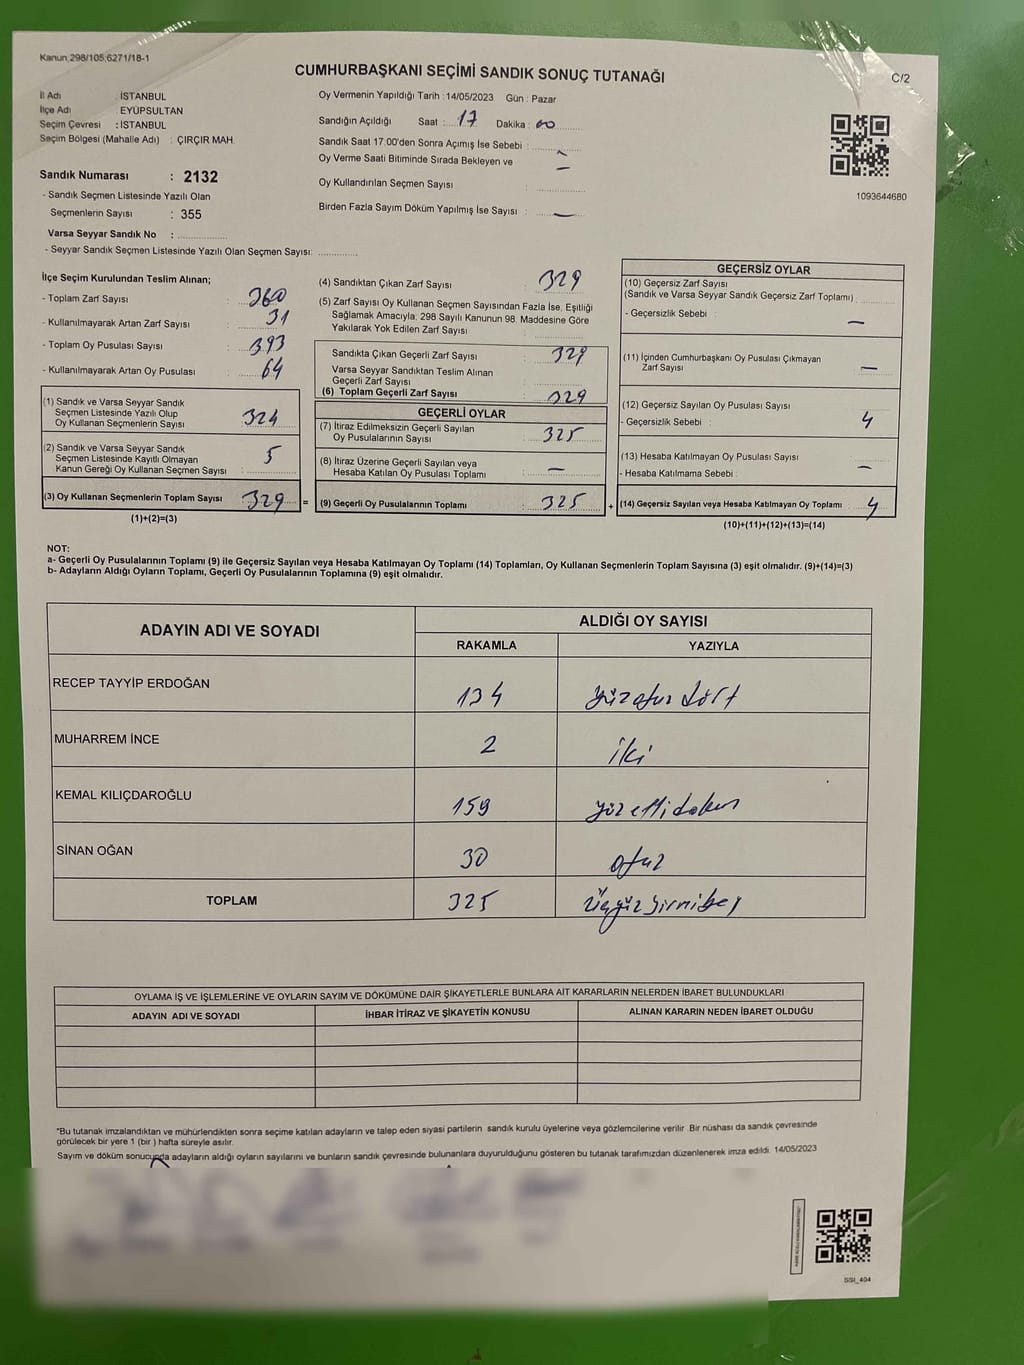 Kanun;298/105;6271/18-1
CUMHURBAŞKANI SEÇİMİ SANDIK SONUÇ TUTANAĞI
C/2
İl Adı : İSTANBUL
İlçe Adı : EYÜPSULTAN
Seçim Çevresi : İSTANBUL
Seçim Bölgesi (Mahalle Adı) : ÇIRÇIR MAH.
Oy Vermenin Yapıldığı Tarih : 14/05/2023 Gün : Pazar
Sandığın Açıldığı Saat : 17 Dakika : 00
Sandık Saat 17.00'den Sonra Açımış İse Sebebi : –
Oy Verme Saati Bitiminde Sırada Bekleyen ve –
Oy Kullandırılan Seçmen Sayısı :
Birden Fazla Sayım Döküm Yapılmış İse Sayısı : –
1093644680
Sandık Numarası : 2132
- Sandık Seçmen Listesinde Yazılı Olan
Seçmenlerin Sayısı : 355
Varsa Seyyar Sandık No :
- Seyyar Sandık Seçmen Listesinde Yazılı Olan Seçmen Sayısı:
İlçe Seçim Kurulundan Teslim Alınan;
- Toplam Zarf Sayısı : 360
- Kullanılmayarak Artan Zarf Sayısı : 31
- Toplam Oy Pusulası Sayısı : 393
- Kullanılmayarak Artan Oy Pusulası : 64
(1) Sandık ve Varsa Seyyar Sandık
Seçmen Listesinde Yazılı Olup
Oy Kullanan Seçmenlerin Sayısı : 324
(2) Sandık ve Varsa Seyyar Sandık
Seçmen Listesinde Kayıtlı Olmayan
Kanun Gereği Oy Kullanan Seçmen Sayısı : 5
(3) Oy Kullanan Seçmenlerin Toplam Sayısı : 329 =
(1)+(2)=(3)
(4) Sandıktan Çıkan Zarf Sayısı : 329
(5) Zarf Sayısı Oy Kullanan Seçmen Sayısından Fazla İse, Eşitliği
Sağlamak Amacıyla; 298 Sayılı Kanunun 98. Maddesine Göre
Yakılarak Yok Edilen Zarf Sayısı :
Sandıkta Çıkan Geçerli Zarf Sayısı : 329
Varsa Seyyar Sandıktan Teslim Alınan
Geçerli Zarf Sayısı :
(6) Toplam Geçerli Zarf Sayısı : 329
GEÇERLİ OYLAR
(7) İtiraz Edilmeksizin Geçerli Sayılan
Oy Pusulalarının Sayısı : 325
(8) İtiraz Üzerine Geçerli Sayılan veya
Hesaba Katılan Oy Pusulası Toplamı : –
(9) Geçerli Oy Pusulalarının Toplamı : 325 +
GEÇERSİZ OYLAR
(10) Geçersiz Zarf Sayısı
(Sandık ve Varsa Seyyar Sandık Geçersiz Zarf Toplamı) :
- Geçersizlik Sebebi : –
(11) İçinden Cumhurbaşkanı Oy Pusulası Çıkmayan
Zarf Sayısı –
(12) Geçersiz Sayılan Oy Pusulası Sayısı
- Geçersizlik Sebebi : 4
(13) Hesaba Katılmayan Oy Pusulası Sayısı
- Hesaba Katılmama Sebebi : –
(14) Geçersiz Sayılan veya Hesaba Katılmayan Oy Toplamı : 4
(10)+(11)+(12)+(13)=(14)
NOT:
a- Geçerli Oy Pusulalarının Toplamı (9) ile Geçersiz Sayılan veya Hesaba Katılmayan Oy Toplamı (14) Toplamları, Oy Kullanan Seçmenlerin Toplam Sayısına (3) eşit olmalıdır. (9)+(14)=(3)
b- Adayların Aldığı Oyların Toplamı, Geçerli Oy Pusulalarının Toplamına (9) eşit olmalıdır.
ADAYIN ADI VE SOYADI
ALDIĞI OY SAYISI
RAKAMLA YAZIYLA
RECEP TAYYİP ERDOĞAN 134 yüzotuzdört
MUHARREM İNCE 2 iki
KEMAL KILIÇDAROĞLU 159 yüzellidokuz
SİNAN OĞAN 30 otuz
TOPLAM 325 üçyüzyirmibeş
OYLAMA İŞ VE İŞLEMLERİNE VE OYLARIN SAYIM VE DÖKÜMÜNE DAİR ŞİKAYETLERLE BUNLARA AİT KARARLARIN NELERDEN İBARET BULUNDUKLARI
ADAYIN ADI VE SOYADI İHBAR İTİRAZ VE ŞİKAYETİN KONUSU ALINAN KARARIN NEDEN İBARET OLDUĞU
"Bu tutanak imzalandıktan ve mühürlendikten sonra seçime katılan adayların ve talep eden siyasi partilerin sandık kurulu üyelerine veya gözlemcilerine verilir. Bir nüshası da sandık çevresinde
görülecek bir yere 1 (bir ) hafta süreyle asılır.
Sayım ve döküm sonucunda adayların aldığı oyların sayılarını ve bunların sandık çevresinde bulunanlara duyurulduğunu gösteren bu tutanak tarafımızdan düzenlenerek imza edildi. 14/05/2023
SSI_404